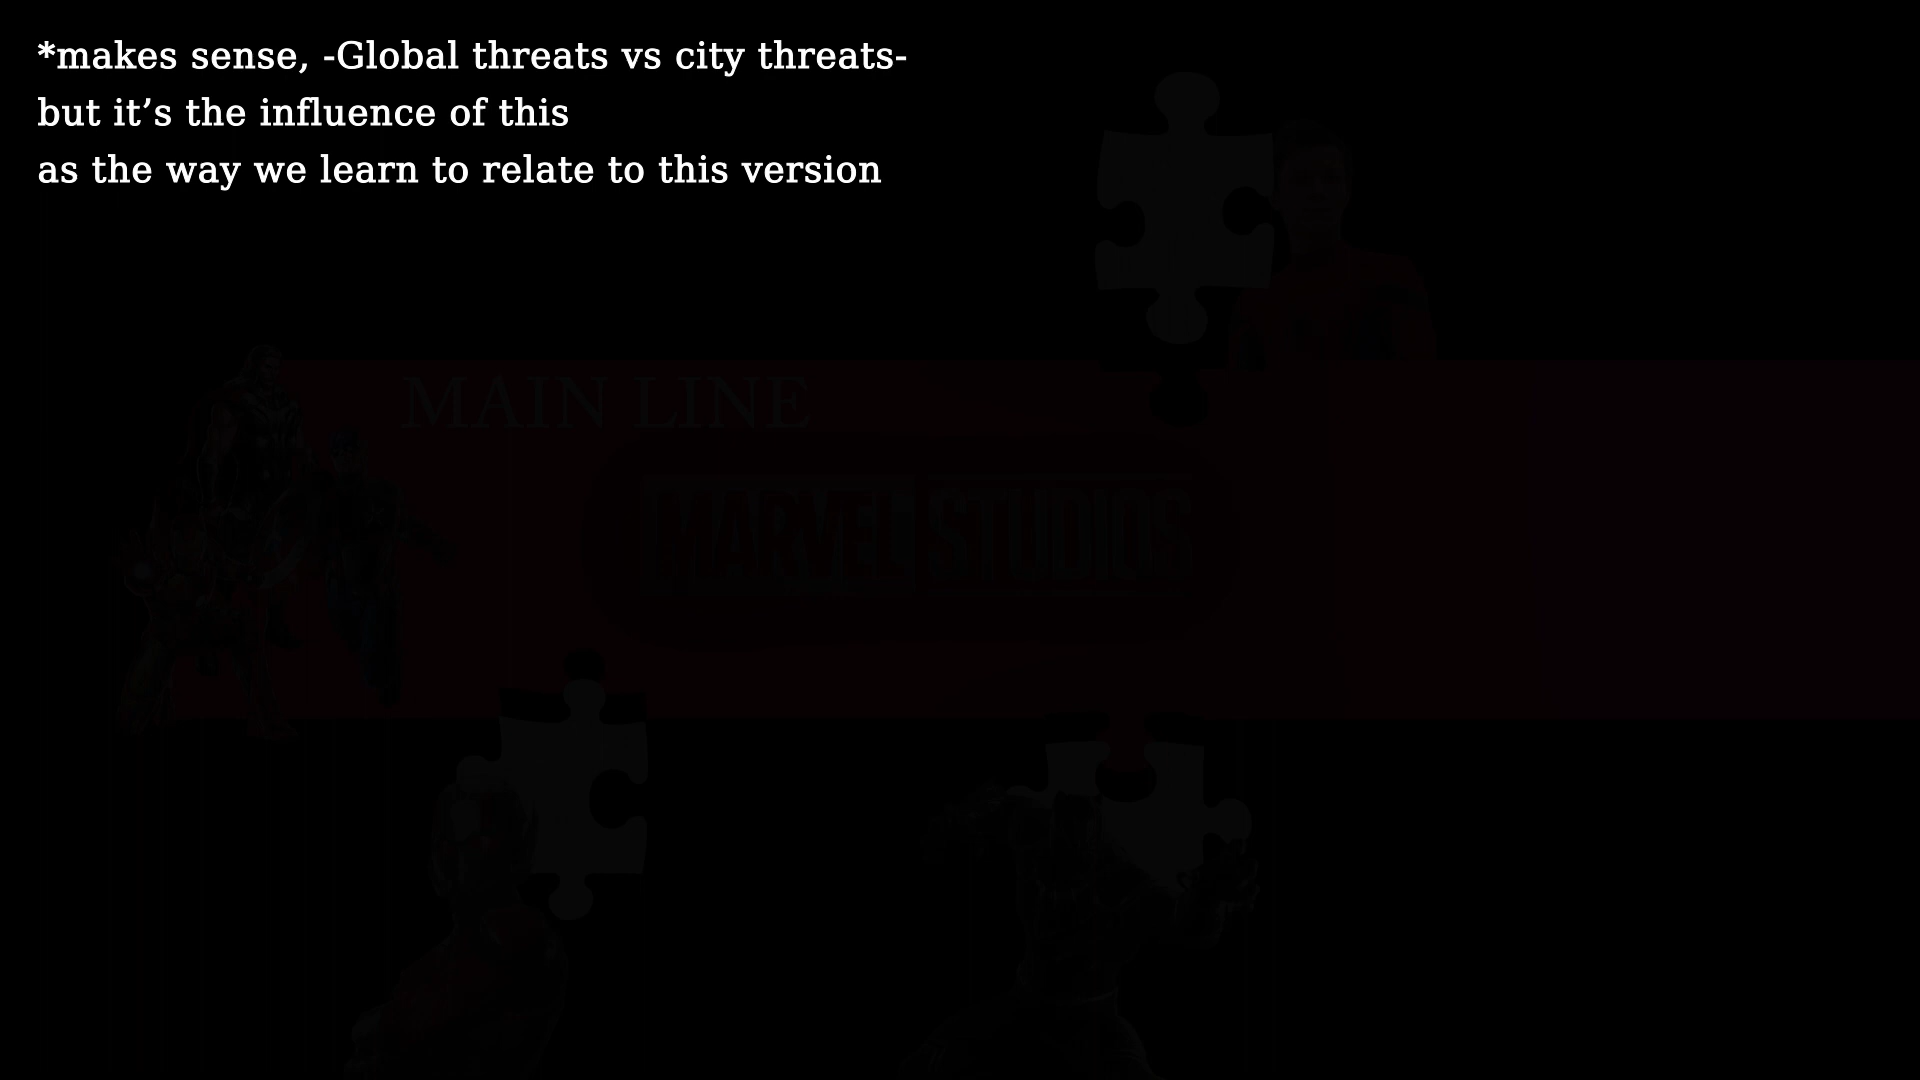 *makes sense, -Global threats vs city threats-
but it’s the influence of this
as the way we learn to relate to this version
MAIN LINE
MARVEL STUDIOS